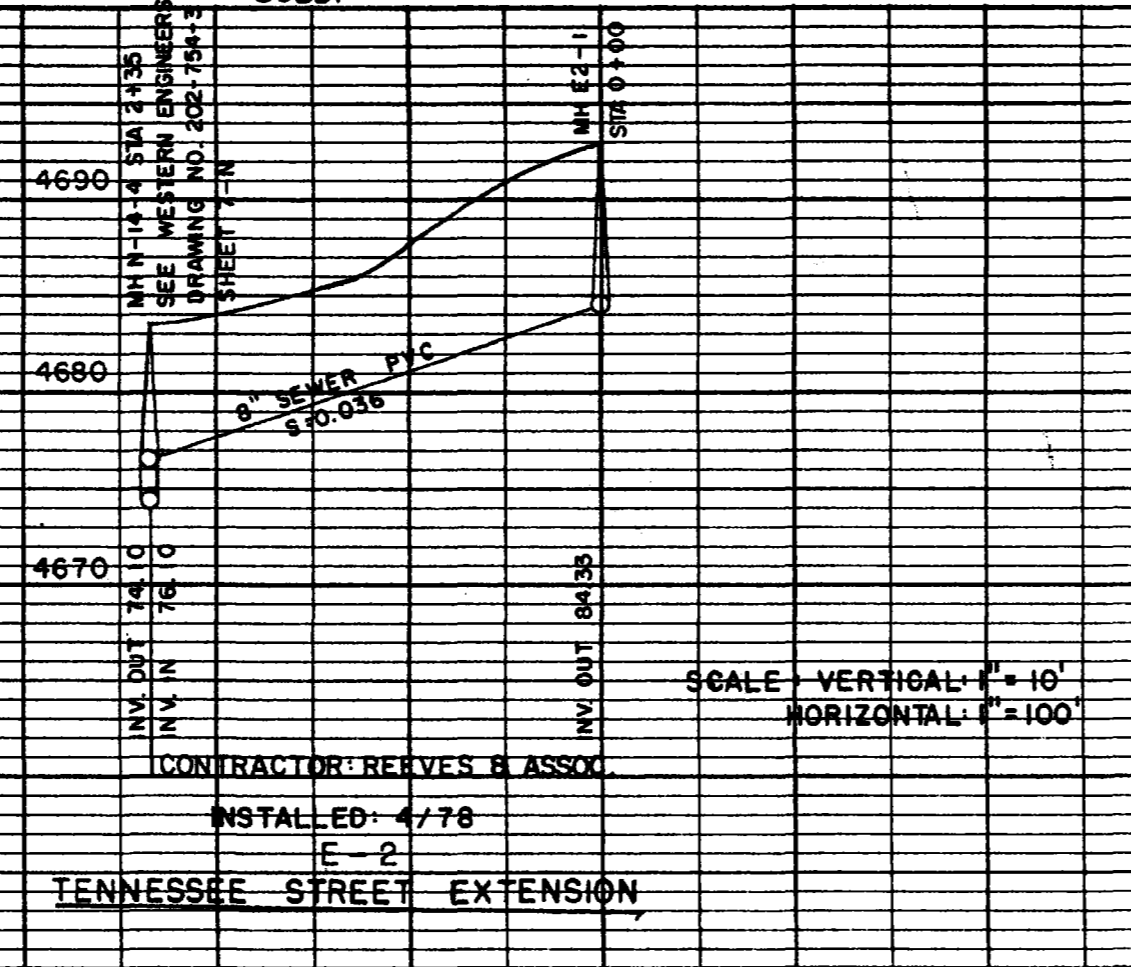 MH N-14-4 STA 2+35
SEE WESTERN ENGINEERS
DRAWING NO. 202-754-3
SHEET 7-N
MH E2-1
STA 0+00
4690
4680
4670
8" SEWER PVC
S=0.036
INV. OUT 74.10
INV. IN 76.10
INV. OUT 84.33
SCALE: VERTICAL: 1"=10'
HORIZONTAL: 1"=100'
CONTRACTOR: REEVES & ASSOC.
INSTALLED: 4/78
E-2
TENNESSEE STREET EXTENSION